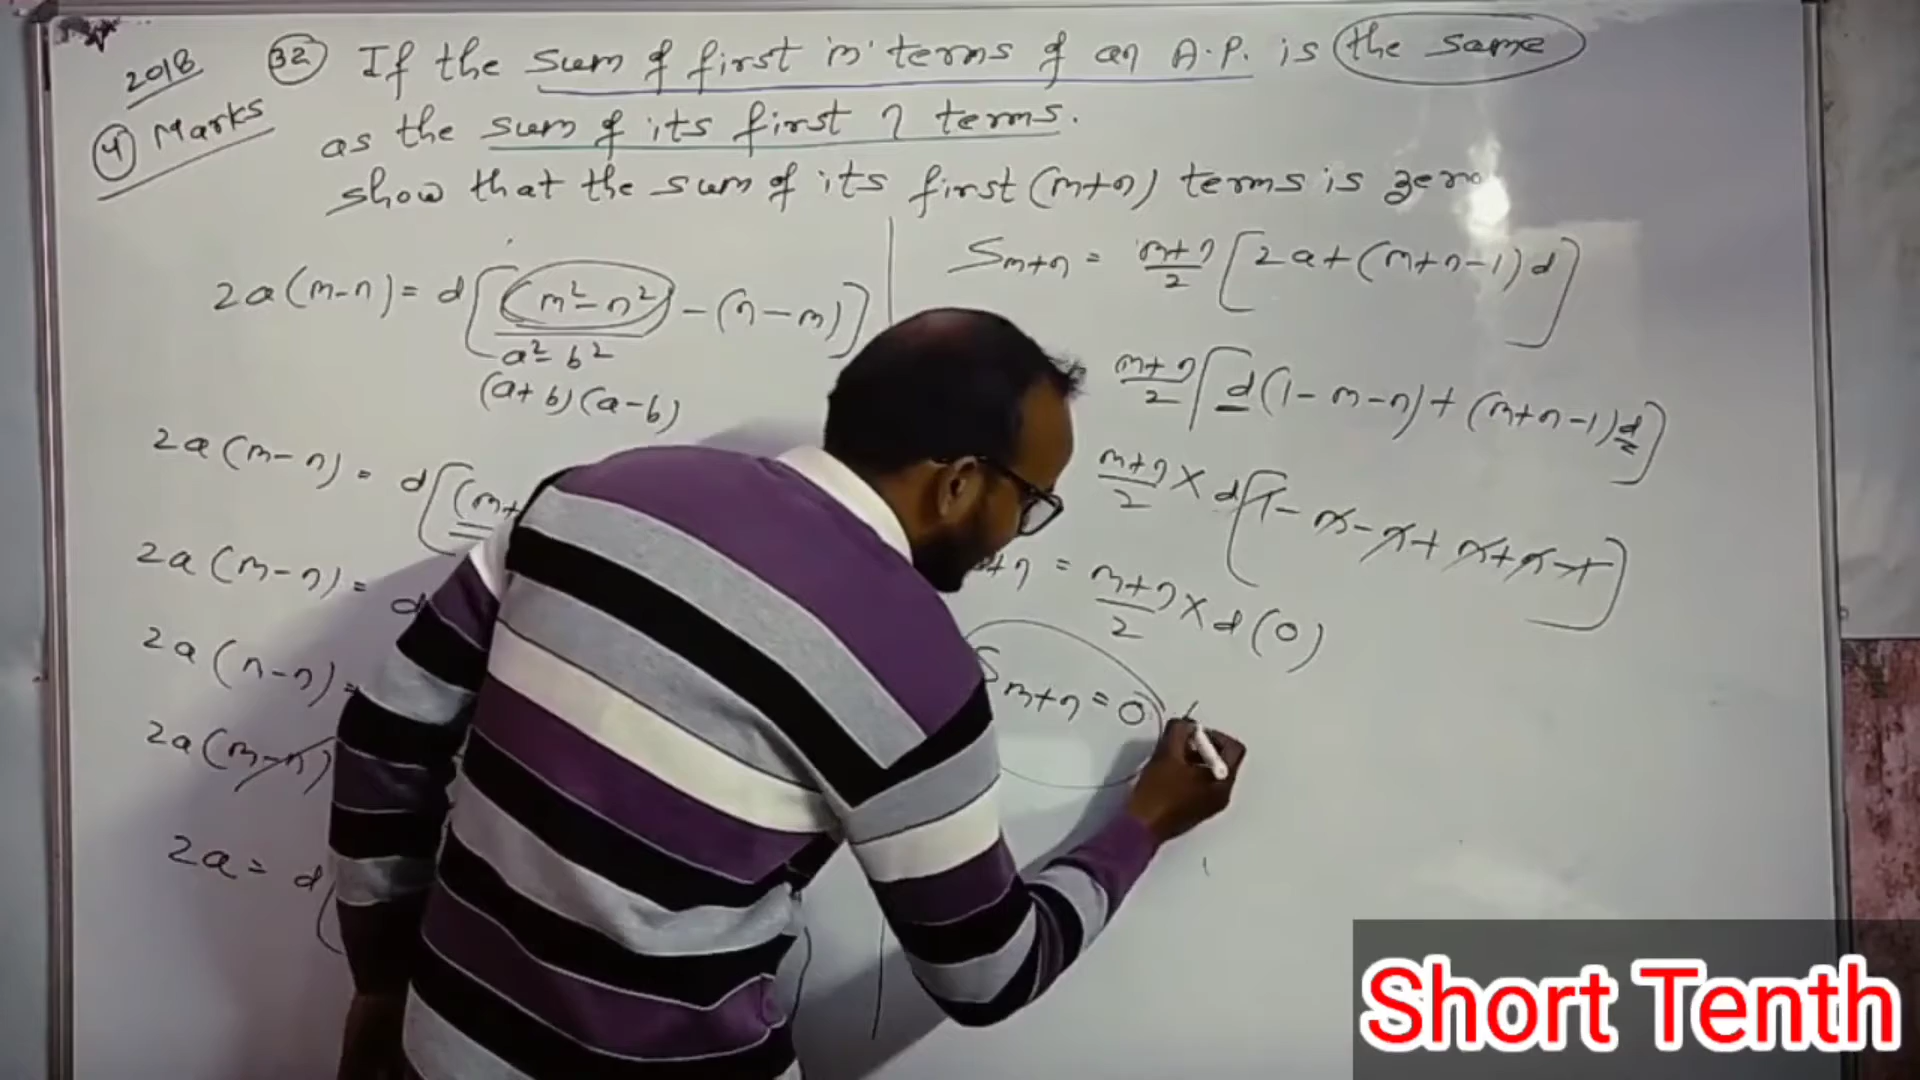 2018
4 Marks
32 If the sum of first 'm' terms of an A.P. is the same
as the sum of its first n terms.
show that the sum of its first (m+n) terms is zero
2a(m-n) = d[(m²-n²) - (n-m)]
a²-b²
(a+b)(a-b)
2a(m-n) = d[(m+
2a(m-n) = d
2a(n-n) =
2a(m-n)
2a = d(
Sm+n = m+n/2 [2a+(m+n-1)d]
m+n/2 [d(1-m-n)+(m+n-1)d]
m+n/2 × d[1-m-n+m+n-1]
+n = m+n/2 × d(0)
Sm+n = 0
Short Tenth